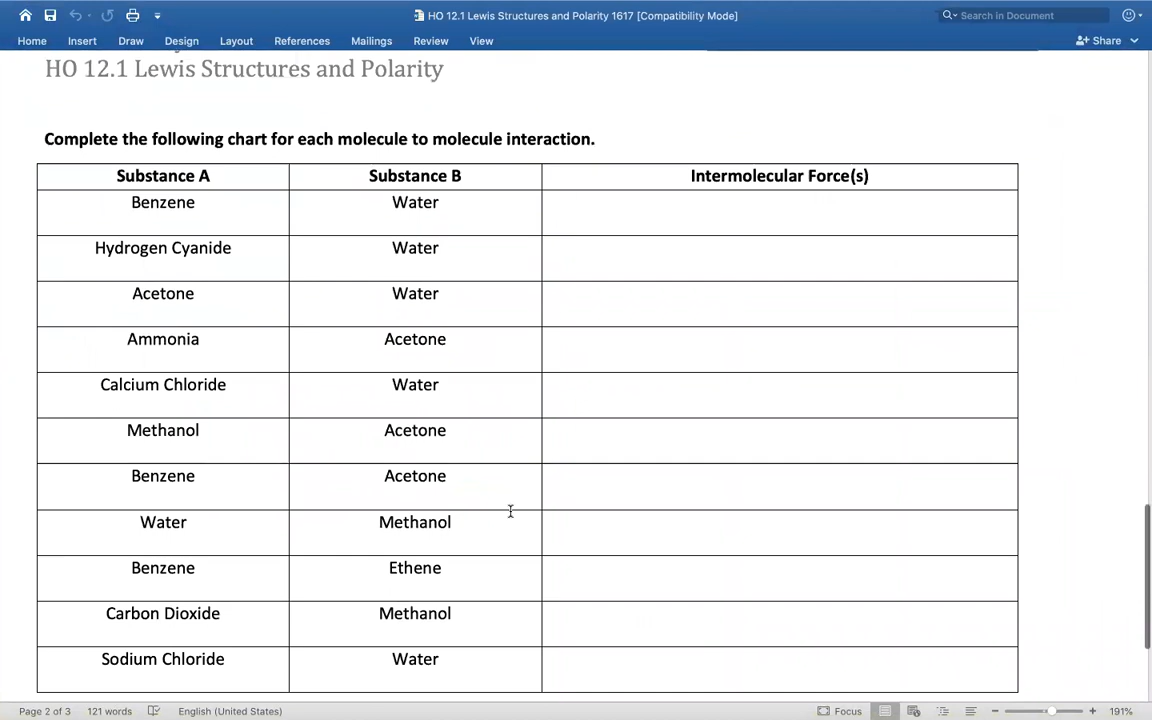 HO 12.1 Lewis Structures and Polarity 1617 [Compatibility Mode]
Search in Document
Home Insert Draw Design Layout References Mailings Review View Share
HO 12.1 Lewis Structures and Polarity
Complete the following chart for each molecule to molecule interaction.
Substance A Substance B Intermolecular Force(s)
Benzene Water
Hydrogen Cyanide Water
Acetone Water
Ammonia Acetone
Calcium Chloride Water
Methanol Acetone
Benzene Acetone
Water Methanol
Benzene Ethene
Carbon Dioxide Methanol
Sodium Chloride Water
Page 2 of 3 121 words English (United States) Focus 191%